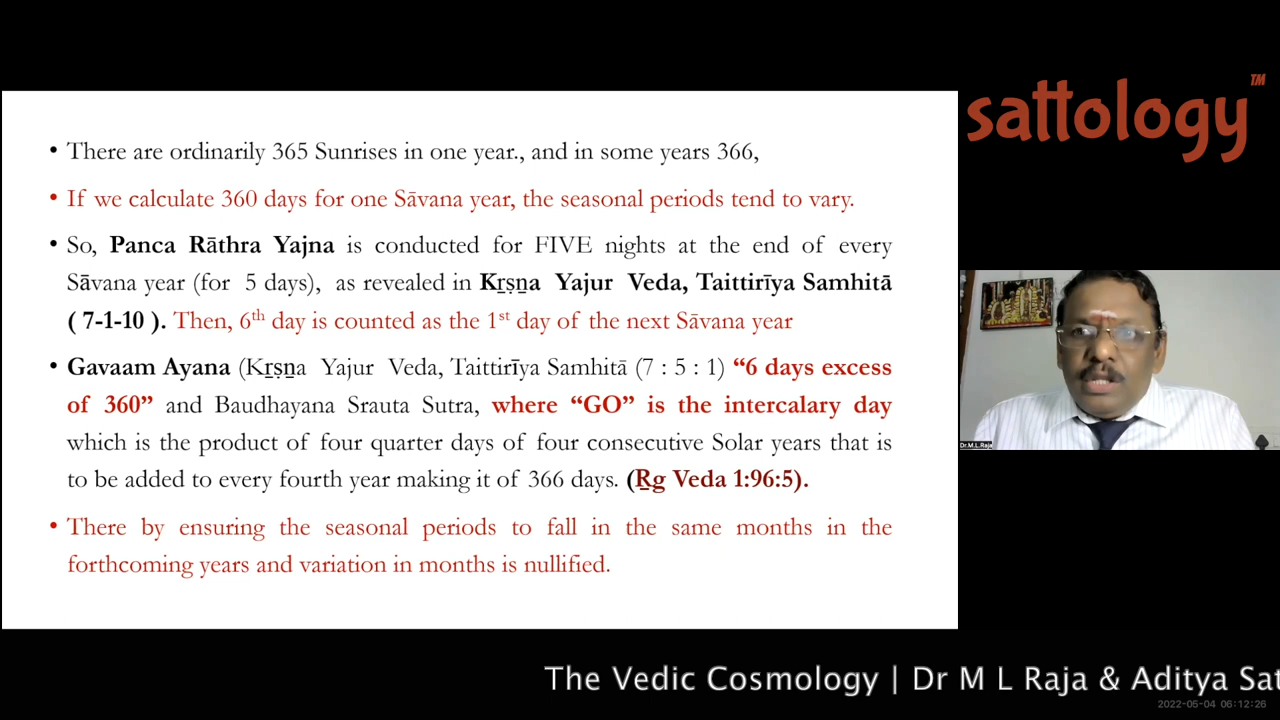 sattology™
• There are ordinarily 365 Sunrises in one year., and in some years 366,
• If we calculate 360 days for one Sāvana year, the seasonal periods tend to vary.
• So, Panca Rāthra Yajna is conducted for FIVE nights at the end of every
Sāvana year (for 5 days), as revealed in Kṟṣṉa Yajur Veda, Taittirīya Samhitā
( 7-1-10 ). Then, 6th day is counted as the 1st day of the next Sāvana year
• Gavaam Ayana (Kṟṣṉa Yajur Veda, Taittirīya Samhitā (7 : 5 : 1) “6 days excess
of 360” and Baudhayana Srauta Sutra, where “GO” is the intercalary day
which is the product of four quarter days of four consecutive Solar years that is
to be added to every fourth year making it of 366 days. (Ṟg Veda 1:96:5).
• There by ensuring the seasonal periods to fall in the same months in the
forthcoming years and variation in months is nullified.
Dr.M.L.Raja
The Vedic Cosmology | Dr M L Raja & Aditya Sat
2022-05-04 06:12:26